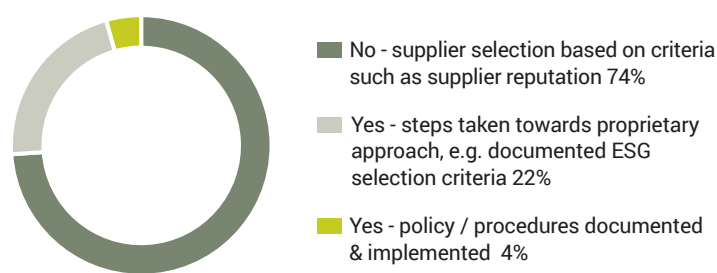 No - supplier selection based on criteria
such as supplier reputation 74%
Yes - steps taken towards proprietary
approach, e.g. documented ESG
selection criteria 22%
Yes - policy / procedures documented
& implemented 4%